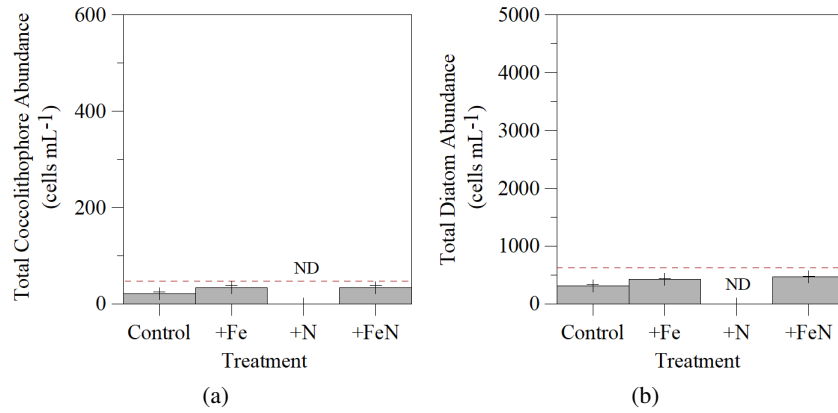 Total Coccolithophore Abundance
(cells mL-1)
600
400
200
0
ND
Control +Fe +N +FeN
Treatment
(a)
Total Diatom Abundance
(cells mL-1)
5000
4000
3000
2000
1000
0
ND
Control +Fe +N +FeN
Treatment
(b)